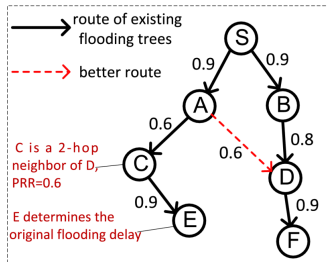 route of existing
flooding trees
better route
S
0.9
0.9
A
B
0.6
0.6
0.8
C is a 2-hop
neighbor of D,
PRR=0.6
C
D
0.9
0.9
E determines the
original flooding delay
E
F